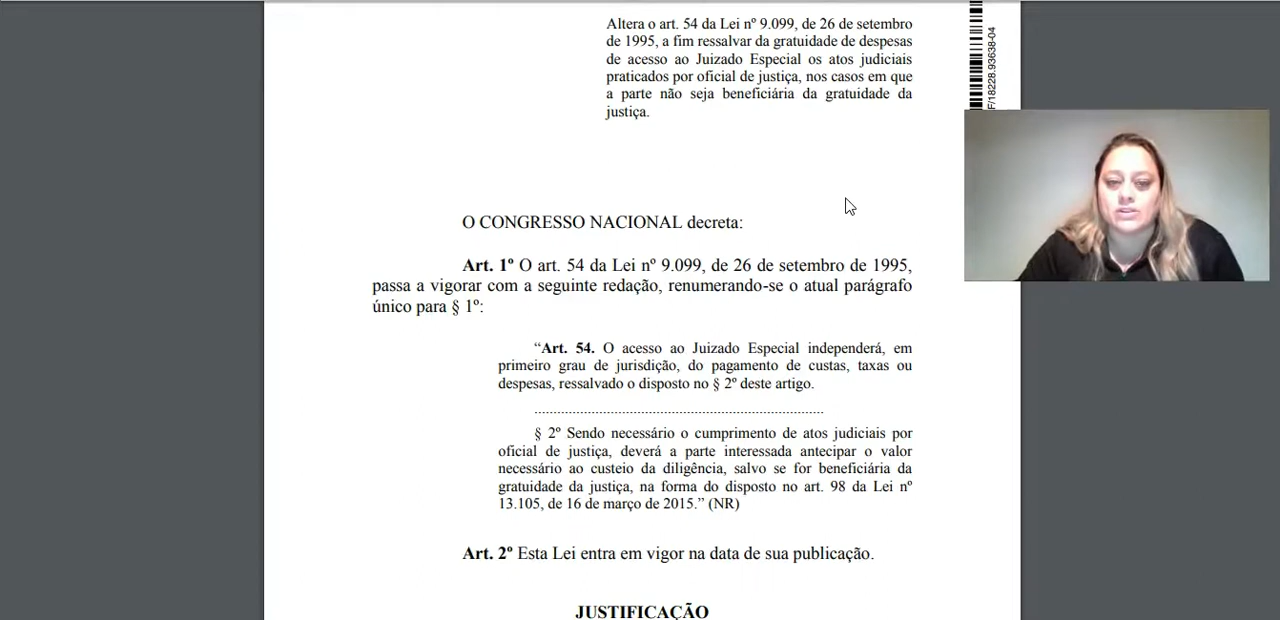 Altera o art. 54 da Lei nº 9.099, de 26 de setembro
de 1995, a fim ressalvar da gratuidade de despesas
de acesso ao Juizado Especial os atos judiciais
praticados por oficial de justiça, nos casos em que
a parte não seja beneficiária da gratuidade da
justiça.
F/18228.93638-04
O CONGRESSO NACIONAL decreta:
Art. 1º O art. 54 da Lei nº 9.099, de 26 de setembro de 1995,
passa a vigorar com a seguinte redação, renumerando-se o atual parágrafo
único para § 1º:
“Art. 54. O acesso ao Juizado Especial independerá, em
primeiro grau de jurisdição, do pagamento de custas, taxas ou
despesas, ressalvado o disposto no § 2º deste artigo.
..............................................................................
§ 2º Sendo necessário o cumprimento de atos judiciais por
oficial de justiça, deverá a parte interessada antecipar o valor
necessário ao custeio da diligência, salvo se for beneficiária da
gratuidade da justiça, na forma do disposto no art. 98 da Lei nº
13.105, de 16 de março de 2015.” (NR)
Art. 2º Esta Lei entra em vigor na data de sua publicação.
JUSTIFICAÇÃO